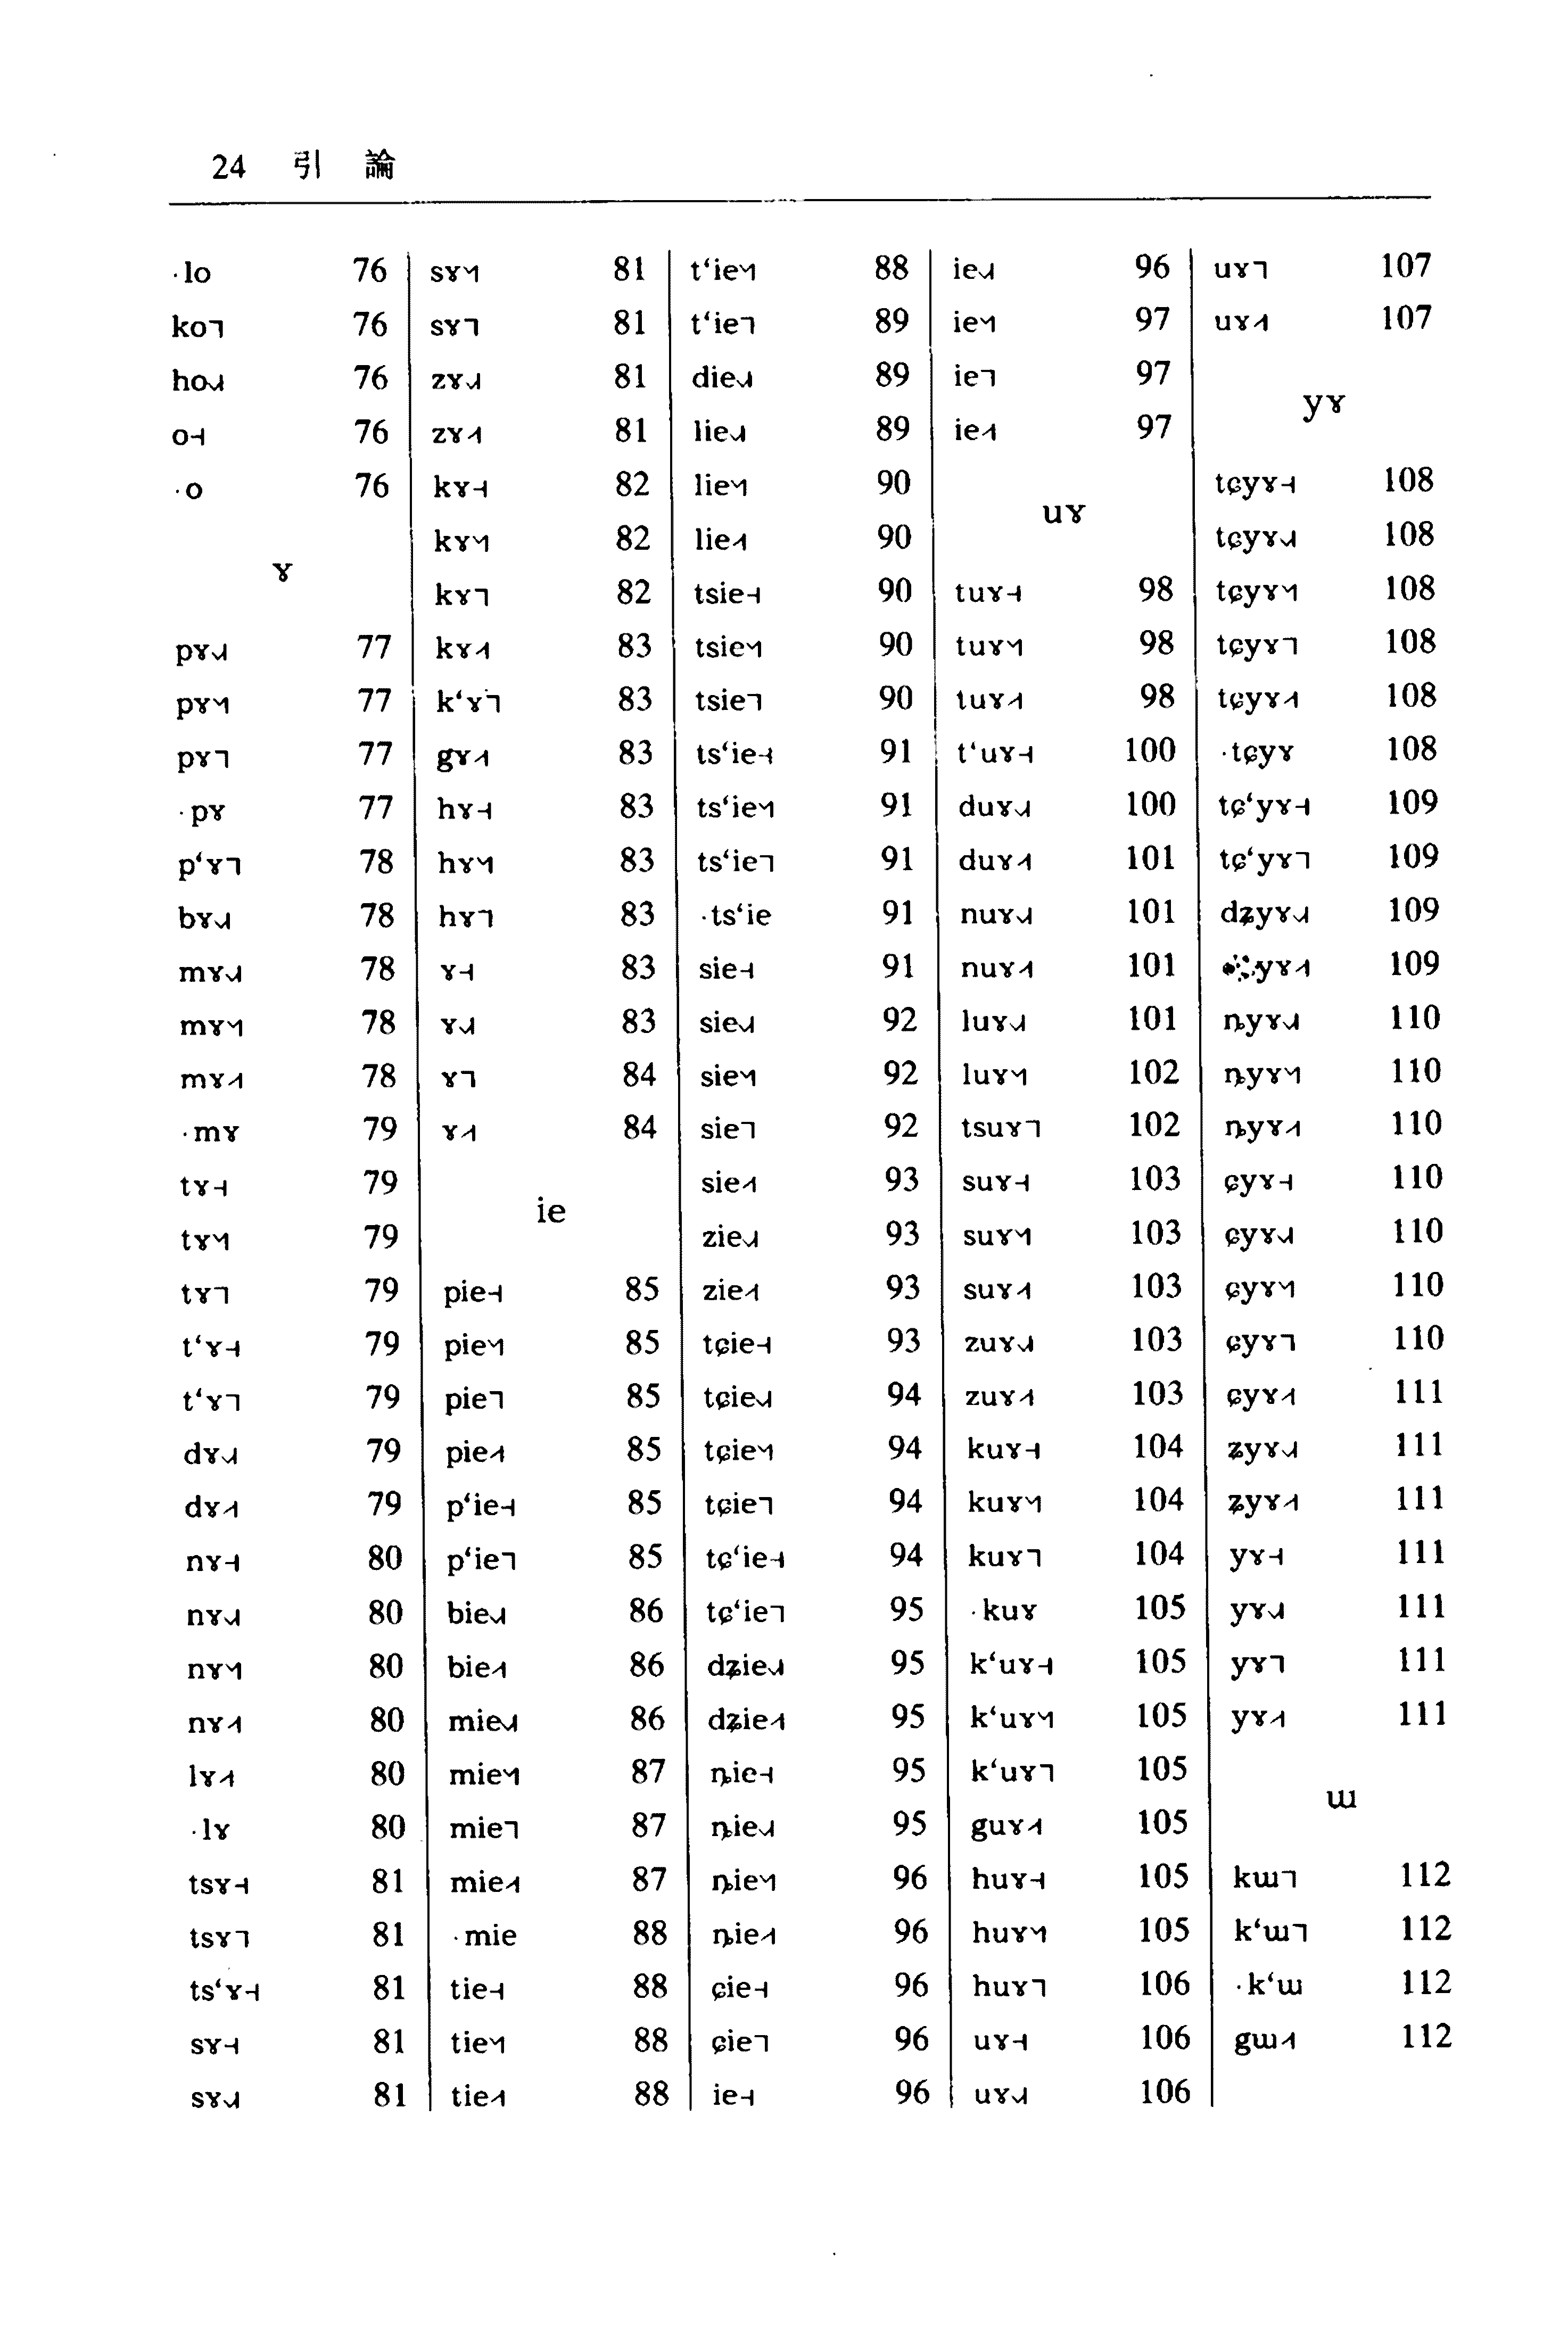 24 引 論
·lo 76
ko˥ 76
ho˨˩˧ 76
o˦ 76
·o 76
ɤ
pɤ˨˩˧ 77
pɤ˥˨˧ 77
pɤ˥ 77
·pɤ 77
p‘ɤ˥ 78
bɤ˨˩˧ 78
mɤ˨˩˧ 78
mɤ˥˨˧ 78
mɤ˨˦ 78
·mɤ 79
tɤ˦ 79
tɤ˥˨˧ 79
tɤ˥ 79
t‘ɤ˦ 79
t‘ɤ˥ 79
dɤ˨˩˧ 79
dɤ˨˦ 79
nɤ˦ 80
nɤ˨˩˧ 80
nɤ˥˨˧ 80
nɤ˨˦ 80
lɤ˨˦ 80
·lɤ 80
tsɤ˦ 81
tsɤ˥ 81
ts‘ɤ˦ 81
sɤ˦ 81
sɤ˨˩˧ 81
sɤ˥˨˧ 81
sɤ˥ 81
zɤ˨˩˧ 81
zɤ˨˦ 81
kɤ˦ 82
kɤ˥˨˧ 82
kɤ˥ 82
kɤ˨˦ 83
k‘ɤ˥ 83
gɤ˨˦ 83
hɤ˦ 83
hɤ˥˨˧ 83
hɤ˥ 83
ɤ˦ 83
ɤ˨˩˧ 83
ɤ˥ 84
ɤ˨˦ 84
ie
pie˦ 85
pie˥˨˧ 85
pie˥ 85
pie˨˦ 85
p‘ie˦ 85
p‘ie˥ 85
bie˨˩˧ 86
bie˨˦ 86
mie˨˩˧ 86
mie˥˨˧ 87
mie˥ 87
mie˨˦ 87
·mie 88
tie˦ 88
tie˥˨˧ 88
tie˨˦ 88
t‘ie˥˨˧ 88
t‘ie˥ 89
die˨˩˧ 89
lie˨˩˧ 89
lie˥˨˧ 90
lie˨˦ 90
tsie˦ 90
tsie˥˨˧ 90
tsie˥ 90
ts‘ie˦ 91
ts‘ie˥˨˧ 91
ts‘ie˥ 91
·ts‘ie 91
sie˦ 91
sie˨˩˧ 92
sie˥˨˧ 92
sie˥ 92
sie˨˦ 93
zie˨˩˧ 93
zie˨˦ 93
tɕie˦ 93
tɕie˨˩˧ 94
tɕie˥˨˧ 94
tɕie˥ 94
tɕ‘ie˦ 94
tɕ‘ie˥ 95
dʑie˨˩˧ 95
dʑie˨˦ 95
ȵie˦ 95
ȵie˨˩˧ 95
ȵie˥˨˧ 96
ȵie˨˦ 96
ɕie˦ 96
ɕie˥ 96
ie˦ 96
ie˨˩˧ 96
ie˥˨˧ 97
ie˥ 97
ie˨˦ 97
uɤ
tuɤ˦ 98
tuɤ˥˨˧ 98
tuɤ˨˦ 98
t‘uɤ˦ 100
duɤ˨˩˧ 100
duɤ˨˦ 101
nuɤ˨˩˧ 101
nuɤ˨˦ 101
luɤ˨˩˧ 101
luɤ˥˨˧ 102
tsuɤ˥ 102
suɤ˦ 103
suɤ˥˨˧ 103
suɤ˨˦ 103
zuɤ˨˩˧ 103
zuɤ˨˦ 103
kuɤ˦ 104
kuɤ˥˨˧ 104
kuɤ˥ 104
·kuɤ 105
k‘uɤ˦ 105
k‘uɤ˥˨˧ 105
k‘uɤ˥ 105
guɤ˨˦ 105
huɤ˦ 105
huɤ˥˨˧ 105
huɤ˥ 106
uɤ˦ 106
uɤ˨˩˧ 106
uɤ˥ 107
uɤ˨˦ 107
yɤ
tɕyɤ˦ 108
tɕyɤ˨˩˧ 108
tɕyɤ˥˨˧ 108
tɕyɤ˥ 108
tɕyɤ˨˦ 108
·tɕyɤ 108
tɕ‘yɤ˦ 109
tɕ‘yɤ˥ 109
dʑyɤ˨˩˧ 109
109
ȵyɤ˨˩˧ 110
ȵyɤ˥˨˧ 110
ȵyɤ˨˦ 110
ɕyɤ˦ 110
ɕyɤ˨˩˧ 110
ɕyɤ˥˨˧ 110
ɕyɤ˥ 110
ɕyɤ˨˦ 111
ʑyɤ˨˩˧ 111
ʑyɤ˨˦ 111
yɤ˦ 111
yɤ˨˩˧ 111
yɤ˥ 111
yɤ˨˦ 111
ɯ
kɯ˥ 112
k‘ɯ˥ 112
·k‘ɯ 112
gɯ˨˦ 112